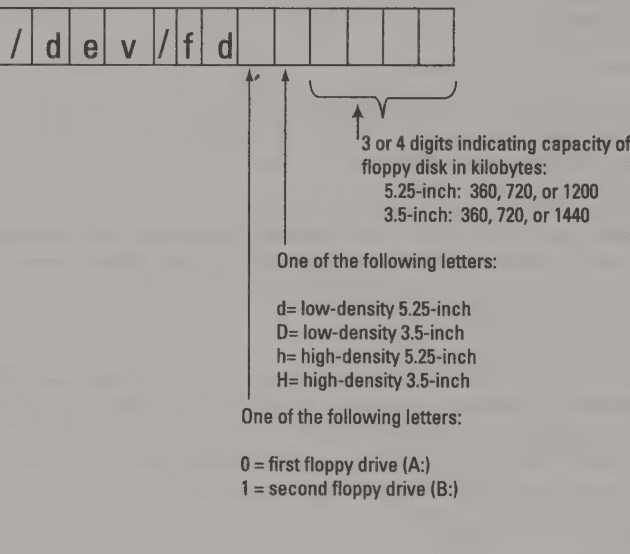 /dev/fd
3 or 4 digits indicating capacity of
floppy disk in kilobytes:
5.25-inch: 360, 720, or 1200
3.5-inch: 360, 720, or 1440
One of the following letters:
d= low-density 5.25-inch
D= low-density 3.5-inch
h= high-density 5.25-inch
H= high-density 3.5-inch
One of the following letters:
0 = first floppy drive (A:)
1 = second floppy drive (B:)